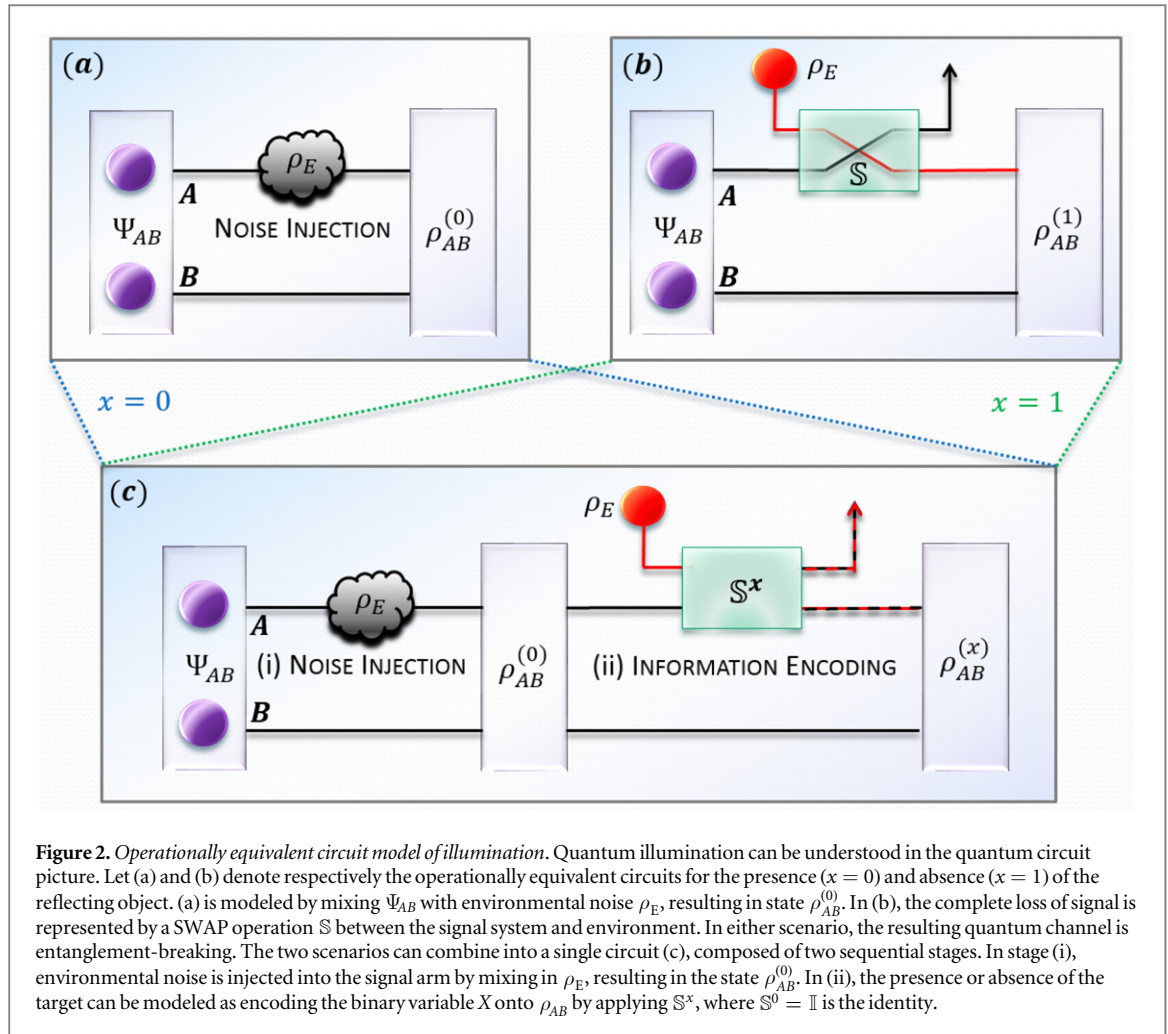 (a)
ρ_E
A
Ψ_AB
NOISE INJECTION
ρ_AB^(0)
B
(b)
ρ_E
𝕊
A
Ψ_AB
ρ_AB^(1)
B
x = 0
x = 1
(c)
ρ_E
ρ_E
𝕊^x
A
Ψ_AB
(i) NOISE INJECTION
ρ_AB^(0)
(ii) INFORMATION ENCODING
ρ_AB^(x)
B
Figure 2. Operationally equivalent circuit model of illumination. Quantum illumination can be understood in the quantum circuit
picture. Let (a) and (b) denote respectively the operationally equivalent circuits for the presence (x = 0) and absence (x = 1) of the
reflecting object. (a) is modeled by mixing Ψ_AB with environmental noise ρ_E, resulting in state ρ_AB^(0). In (b), the complete loss of signal is
represented by a SWAP operation 𝕊 between the signal system and environment. In either scenario, the resulting quantum channel is
entanglement-breaking. The two scenarios can combine into a single circuit (c), composed of two sequential stages. In stage (i),
environmental noise is injected into the signal arm by mixing in ρ_E, resulting in the state ρ_AB^(0). In (ii), the presence or absence of the
target can be modeled as encoding the binary variable X onto ρ_AB by applying 𝕊^x, where 𝕊^0 = 𝕀 is the identity.